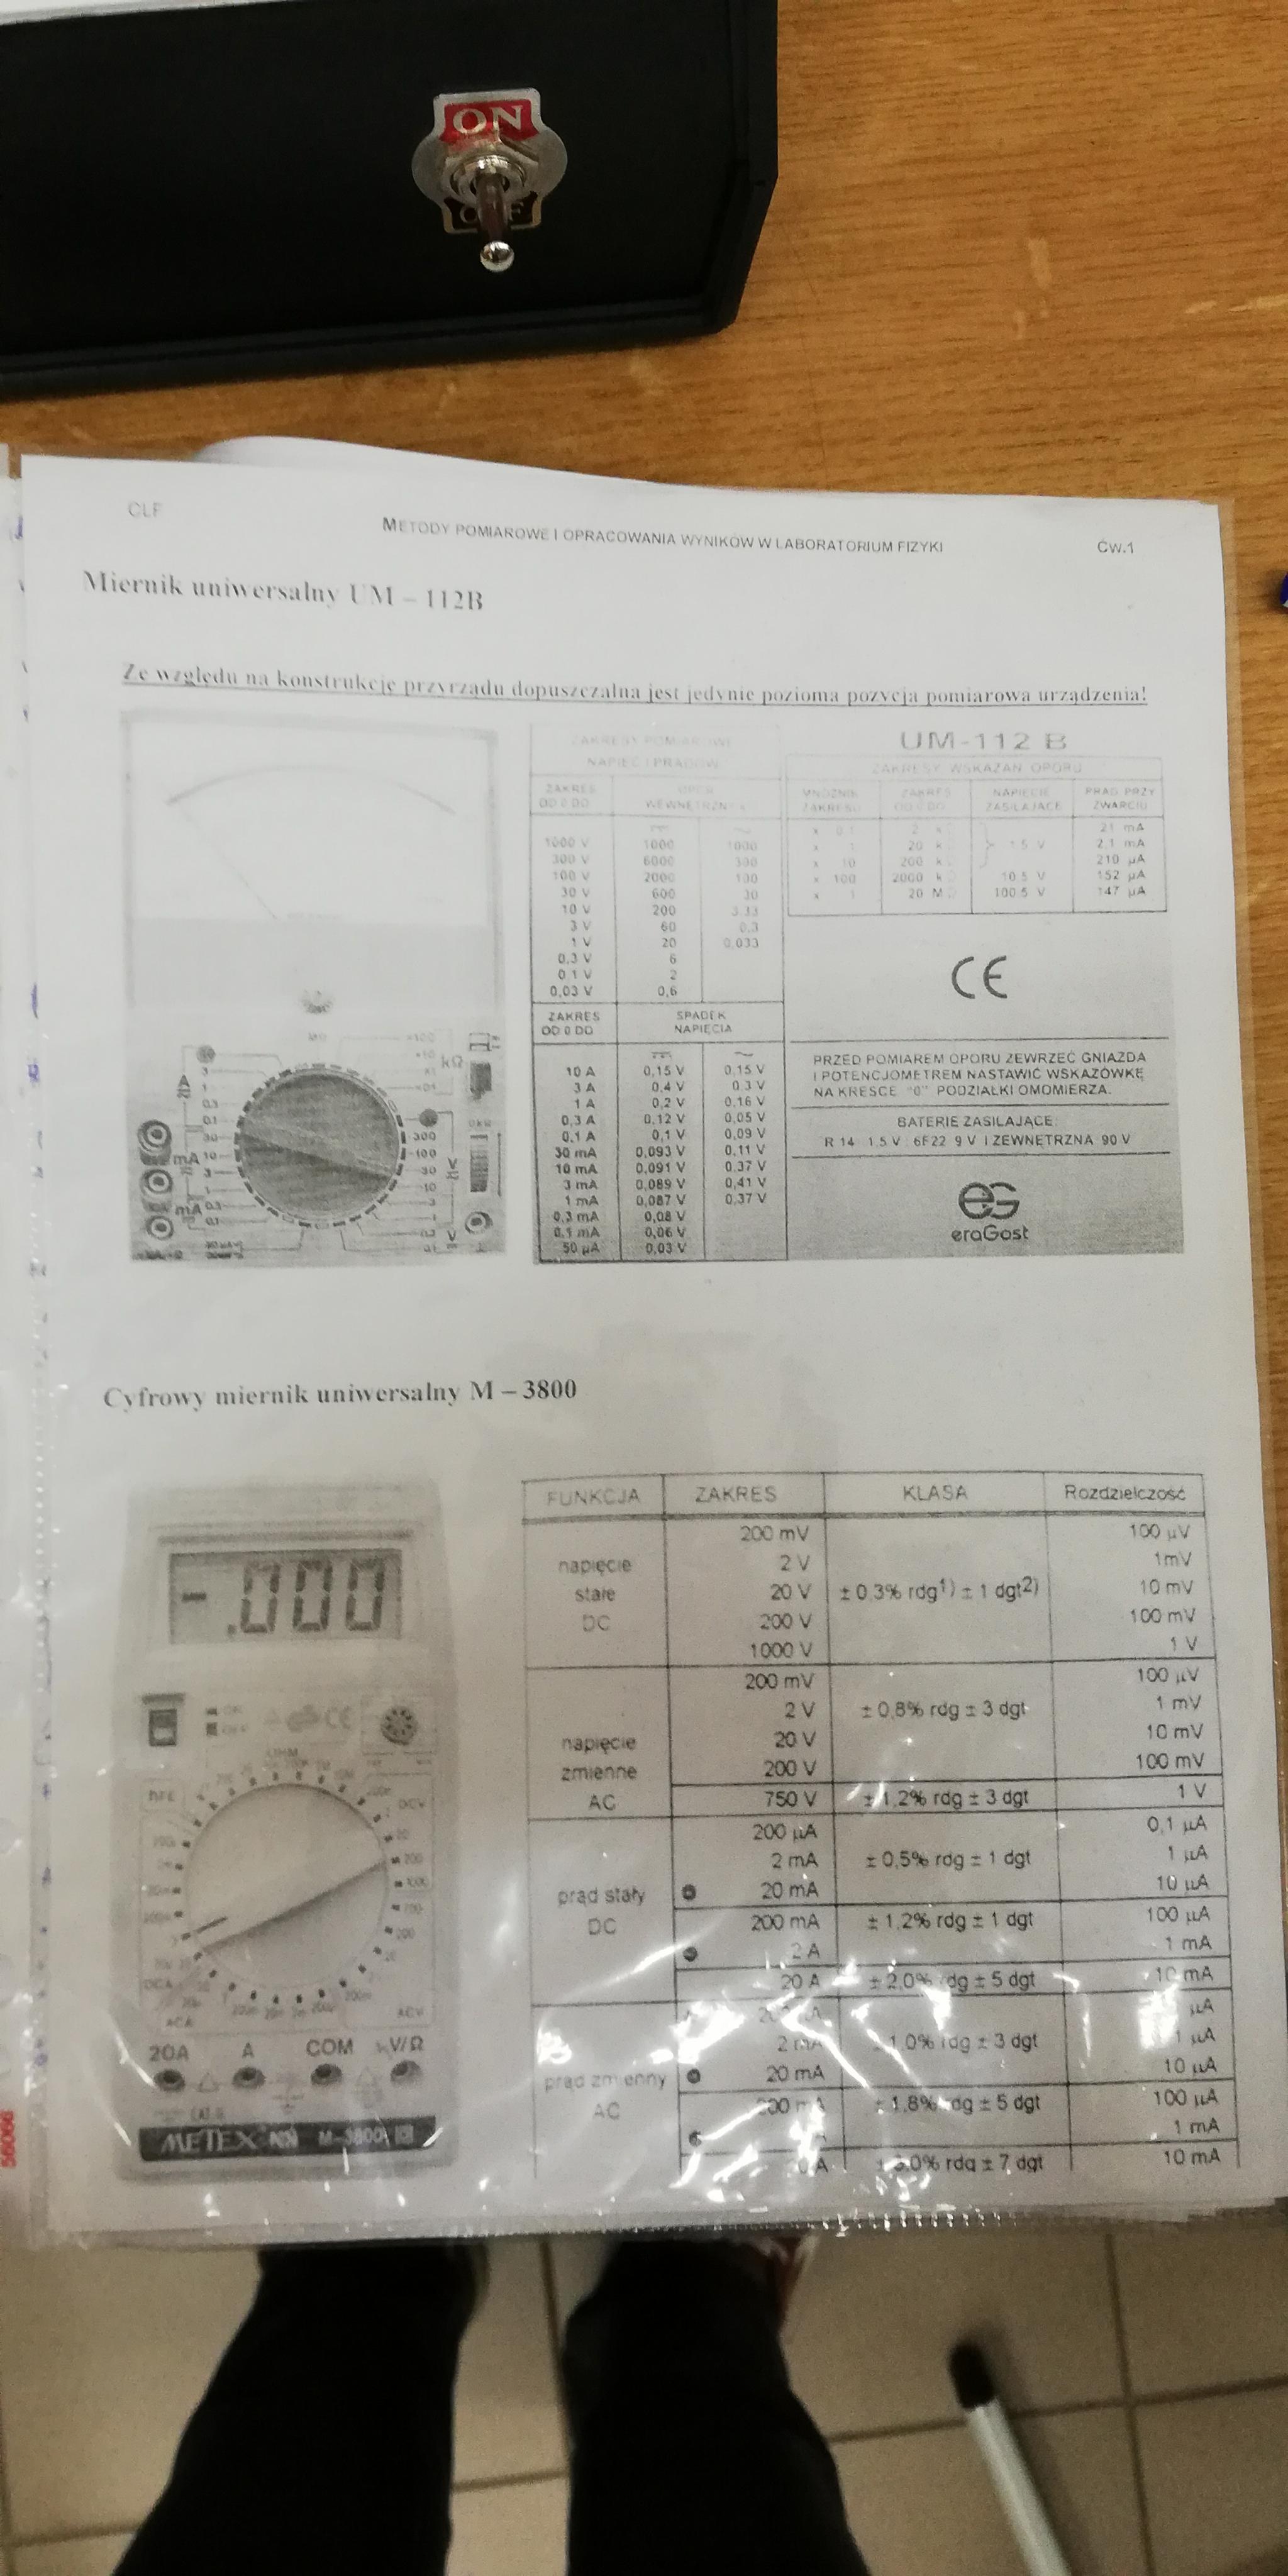 ON
CLF
METODY POMIAROWE I OPRACOWANIA WYNIKÓW W LABORATORIUM FIZYKI
Ćw.1
Miernik uniwersalny UM – 112B
Ze względu na konstrukcję przyrządu dopuszczalna jest jedynie pozioma pozycja pomiarowa urządzenia!
ZAKRESY POMIAROWE
NAPIĘĆ I PRĄDÓW
ZAKRES OD 0 DO
WEWNĘTRZNY
1000 V 1000 1000
300 V 6000 300
100 V 2000 100
30 V 600 30
10 V 200 3.33
3 V 60 0.3
1 V 20 0.033
0.3 V 6
0.1 V 2
0,03 V 0,6
ZAKRES OD 0 DO
SPADEK NAPIĘCIA
10 A 0,15 V 0,15 V
3 A 0,4 V 0.3 V
1 A 0,2 V 0,16 V
0,3 A 0,12 V 0,05 V
0,1 A 0,1 V 0,09 V
30 mA 0,093 V 0,11 V
10 mA 0,091 V 0,37 V
3 mA 0,089 V 0,41 V
1 mA 0,087 V 0,37 V
0,3 mA 0,08 V
0,1 mA 0,06 V
50 µA 0,03 V
UM-112 B
ZAKRESY WSKAZAŃ OPORU
MNOŻNIK ZAKRESU
ZAKRES OD 0 DO
NAPIĘCIE ZASILAJĄCE
PRĄD PRZY ZWARCIU
x 0.1 2 k 21 mA
x 1 20 k 1.5 V 2,1 mA
x 10 200 k 210 µA
x 100 2000 k 10.5 V 152 µA
x 1 20 M 100.5 V 147 µA
CE
PRZED POMIAREM OPORU ZEWRZEĆ GNIAZDA
I POTENCJOMETREM NASTAWIĆ WSKAZÓWKĘ
NA KRESCE "0" PODZIAŁKI OMOMIERZA.
BATERIE ZASILAJĄCE:
R 14 1.5 V 6F22 9 V I ZEWNĘTRZNA 90 V
eG
eraGost
A
mA
mA
kΩ
300
100
30
10
V
Cyfrowy miernik uniwersalny M – 3800
-.000
CE
hFE
DCV
DCA
ACA
ACV
20A A COM V/Ω
METEX M-3800
FUNKCJA ZAKRES KLASA Rozdzielczość
napięcie
stałe
DC
200 mV 100 µV
2 V 1mV
20 V ± 0,3% rdg1) ± 1 dgt2) 10 mV
200 V 100 mV
1000 V 1 V
napięcie
zmienne
AC
200 mV 100 µV
2 V ± 0,8% rdg ± 3 dgt 1 mV
20 V 10 mV
200 V 100 mV
750 V ± 1,2% rdg ± 3 dgt 1 V
prąd stały
DC
200 µA 0,1 µA
2 mA ± 0,5% rdg ± 1 dgt 1 µA
20 mA 10 µA
200 mA ± 1,2% rdg ± 1 dgt 100 µA
2 A 1 mA
20 A ± 2,0% rdg ± 5 dgt 10 mA
prąd zmienny
AC
µA
2 mA 1,0% rdg ± 3 dgt 1 µA
20 mA 10 µA
200 mA ± 1,8% rdg ± 5 dgt 100 µA
1 mA
20 A ± 3.0% rdg ± 7 dgt 10 mA